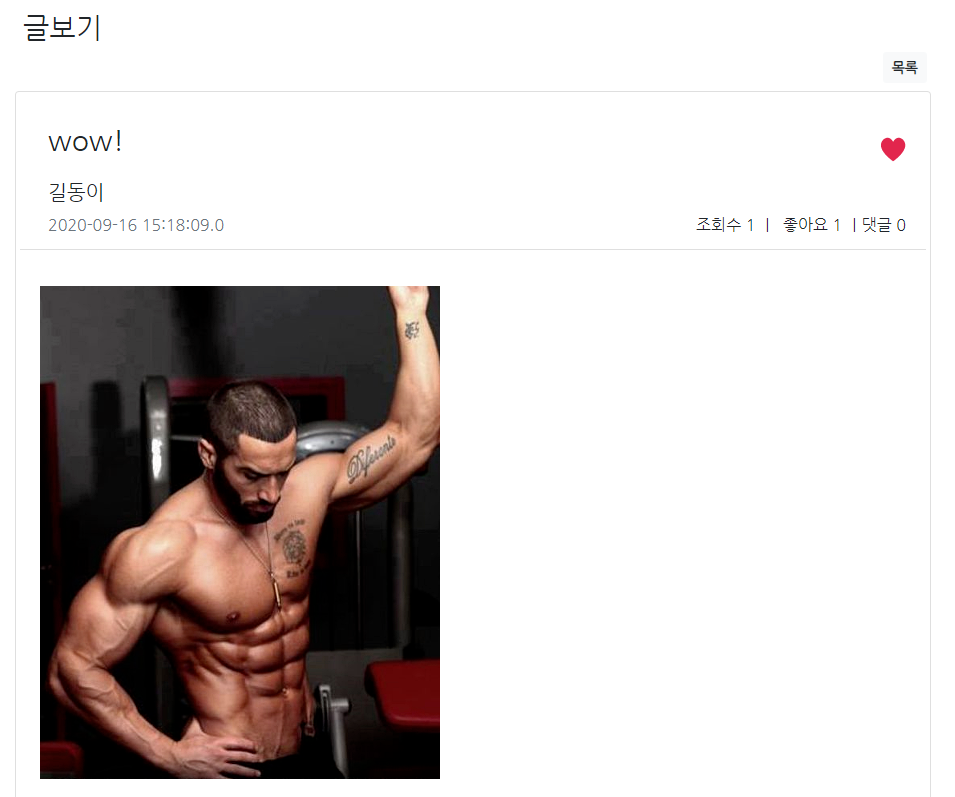 글보기
목록
wow!
길동이
2020-09-16 15:18:09.0
조회수 1 | 좋아요 1 | 댓글 0
Diferente